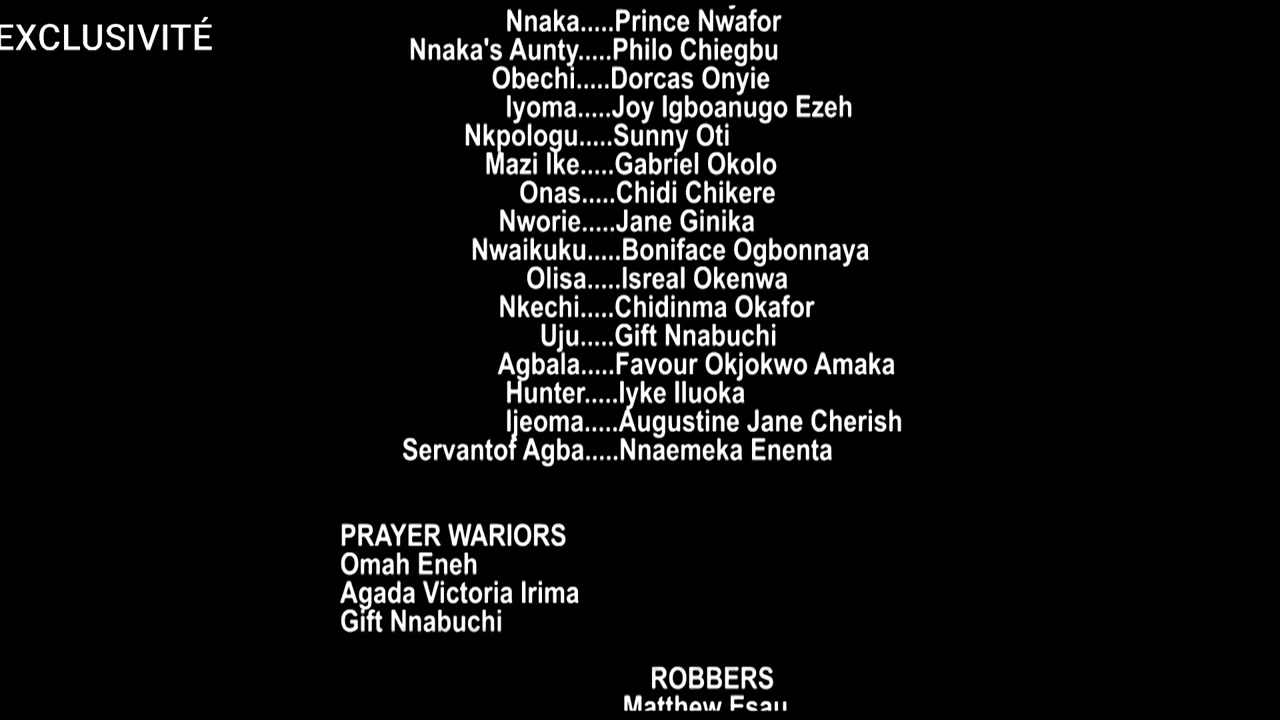 EXCLUSIVITÉ
Nnaka.....Prince Nwafor
Nnaka's Aunty.....Philo Chiegbu
Obechi.....Dorcas Onyie
Iyoma.....Joy Igboanugo Ezeh
Nkpologu.....Sunny Oti
Mazi Ike.....Gabriel Okolo
Onas.....Chidi Chikere
Nworie.....Jane Ginika
Nwaikuku.....Boniface Ogbonnaya
Olisa.....Isreal Okenwa
Nkechi.....Chidinma Okafor
Uju.....Gift Nnabuchi
Agbala.....Favour Okjokwo Amaka
Hunter.....Iyke Iluoka
Ijeoma.....Augustine Jane Cherish
Servantof Agba.....Nnaemeka Enenta
PRAYER WARIORS
Omah Eneh
Agada Victoria Irima
Gift Nnabuchi
ROBBERS
Matthew Esau